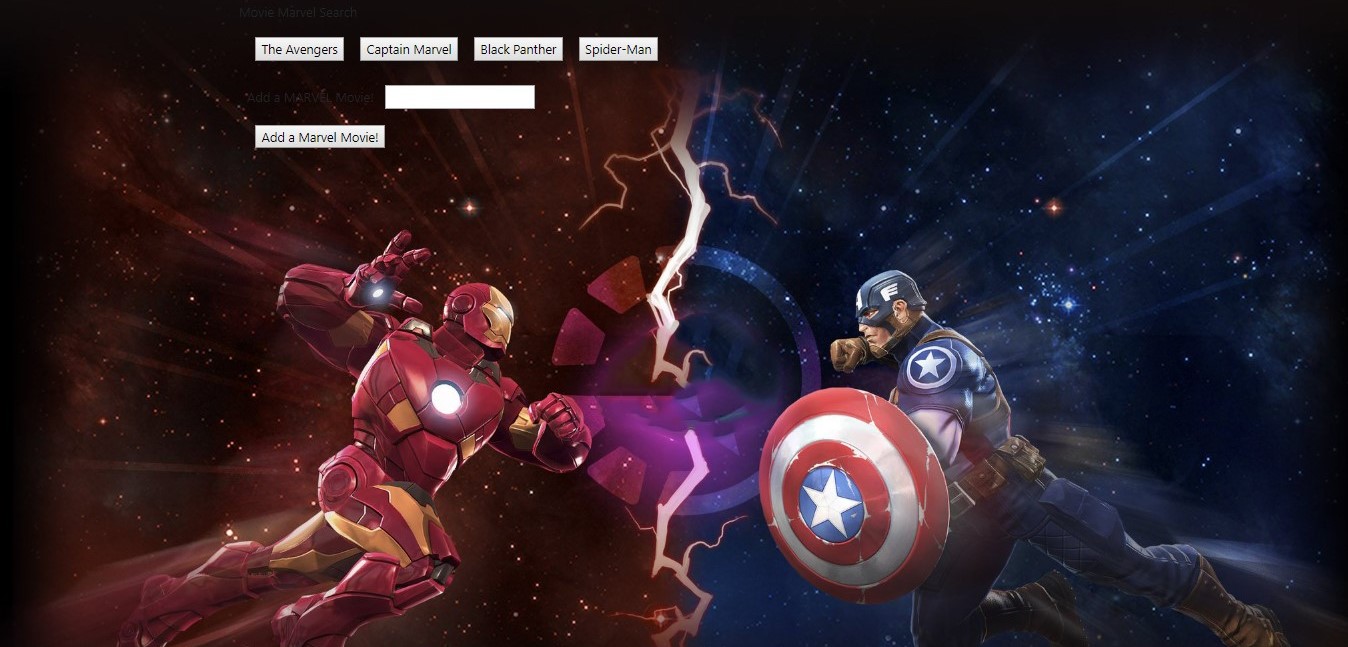 Movie Marvel Search
The Avengers Captain Marvel Black Panther Spider-Man
Add a MARVEL Movie:
Add a Marvel Movie!